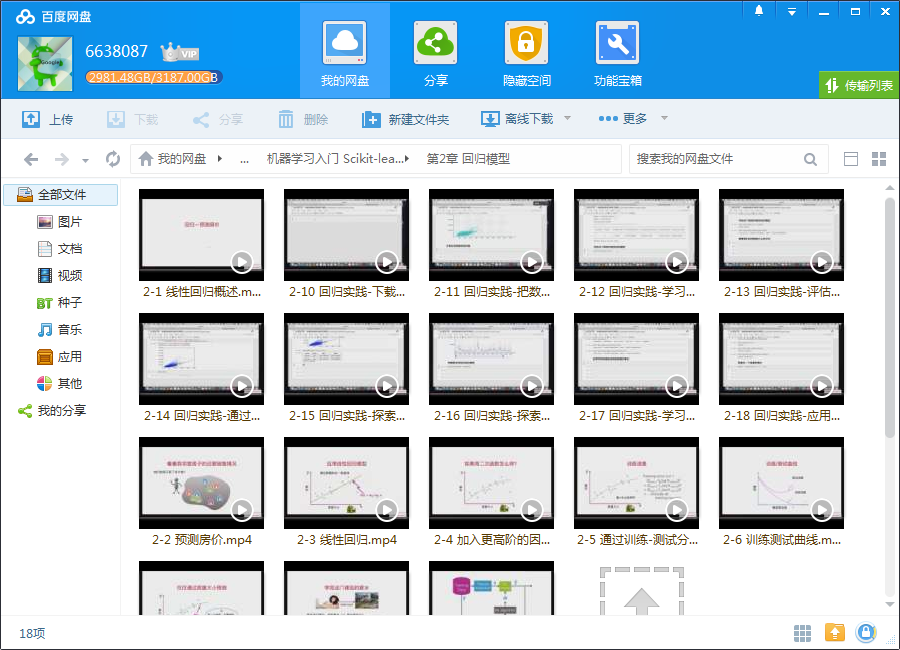 百度网盘
6638087 VIP
2981.48GB/3187.00GB
我的网盘
分享
隐藏空间
功能宝箱
传输列表
上传
下载
分享
删除
新建文件夹
离线下载
更多
我的网盘
...
机器学习入门 Scikit-lea...
第2章 回归模型
搜索我的网盘文件
全部文件
图片
文档
视频
BT 种子
音乐
应用
其他
我的分享
2-1 线性回归概述.m...
2-10 回归实践-下载...
2-11 回归实践-把数...
2-12 回归实践-学习...
2-13 回归实践-评估...
2-14 回归实践-通过...
2-15 回归实践-探索...
2-16 回归实践-探索...
2-17 回归实践-学习...
2-18 回归实践-应用...
2-2 预测房价.mp4
2-3 线性回归.mp4
2-4 加入更高阶的因...
2-5 通过训练-测试分...
2-6 训练测试曲线.m...
18项